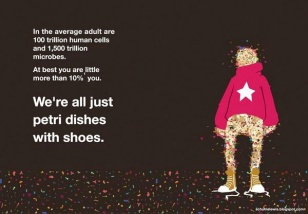 In the average adult are
100 trillion human cells
and 1,500 trillion
microbes.
At best you are little
more than 10% you.
We're all just
petri dishes
with shoes.